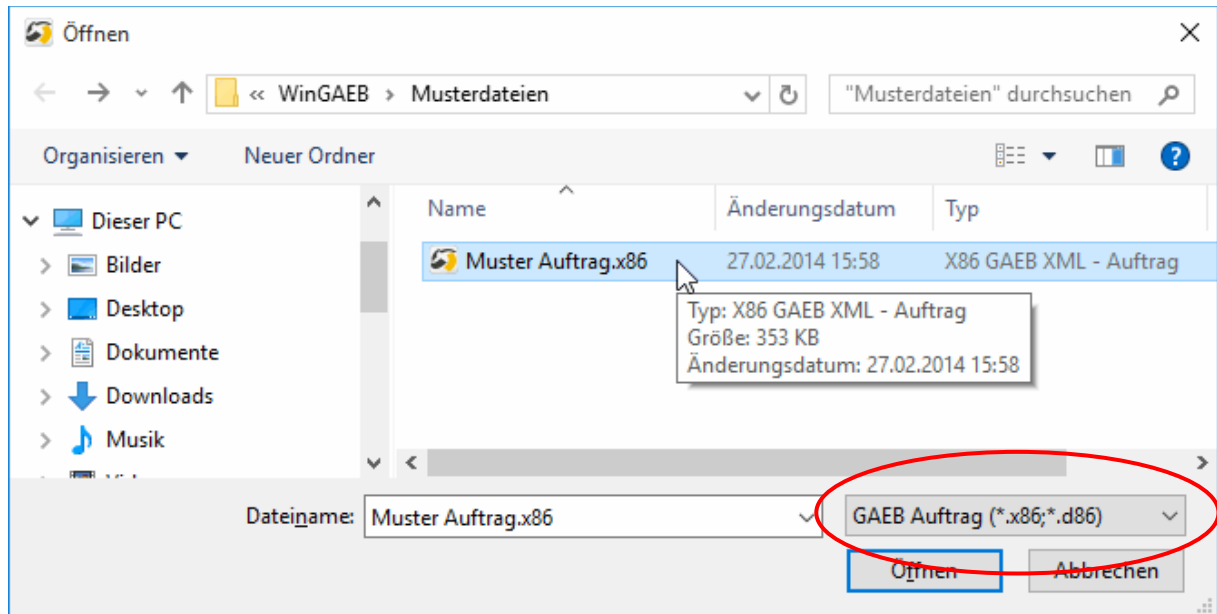 Öffnen
« WinGAEB › Musterdateien
"Musterdateien" durchsuchen
Organisieren
Neuer Ordner
Dieser PC
Bilder
Desktop
Dokumente
Downloads
Musik
Name
Änderungsdatum
Typ
Muster Auftrag.x86
27.02.2014 15:58
X86 GAEB XML - Auftrag
Typ: X86 GAEB XML - Auftrag
Größe: 353 KB
Änderungsdatum: 27.02.2014 15:58
Dateiname:
Muster Auftrag.x86
GAEB Auftrag (*.x86;*.d86)
Öffnen
Abbrechen